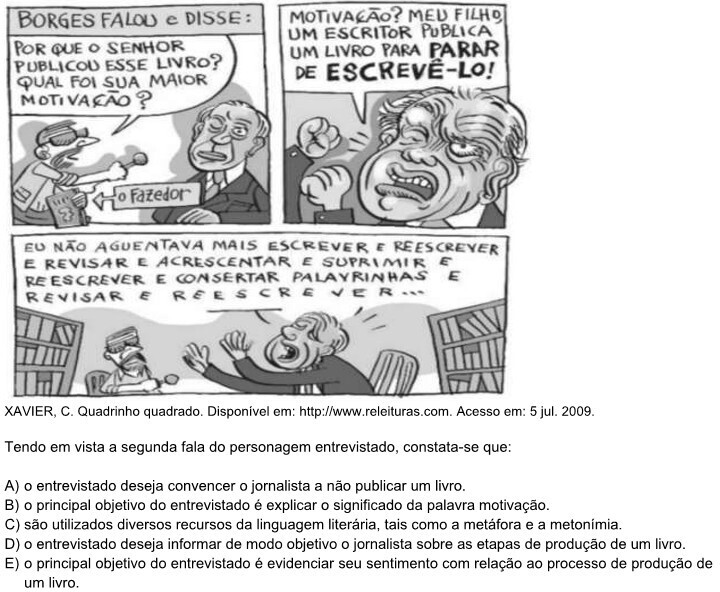 BORGES FALOU e DISSE:
POR QUE O SENHOR
PUBLICOU ESSE LIVRO?
QUAL FOI SUA MAIOR
MOTIVAÇÃO?
O FAZEDOR
MOTIVAÇÃO? MEU FILHO,
UM ESCRITOR PUBLICA
UM LIVRO PARA PARAR
DE ESCREVÊ-LO!
EU NÃO AGUENTAVA MAIS ESCREVER E REESCREVER
E REVISAR E ACRESCENTAR E SUPRIMIR E
REESCREVER E CONSERTAR PALAVRINHAS E
REVISAR E REESCREVER...
XAVIER, C. Quadrinho quadrado. Disponível em: http://www.releituras.com. Acesso em: 5 jul. 2009.
Tendo em vista a segunda fala do personagem entrevistado, constata-se que:
A) o entrevistado deseja convencer o jornalista a não publicar um livro.
B) o principal objetivo do entrevistado é explicar o significado da palavra motivação.
C) são utilizados diversos recursos da linguagem literária, tais como a metáfora e a metonímia.
D) o entrevistado deseja informar de modo objetivo o jornalista sobre as etapas de produção de um livro.
E) o principal objetivo do entrevistado é evidenciar seu sentimento com relação ao processo de produção de
um livro.